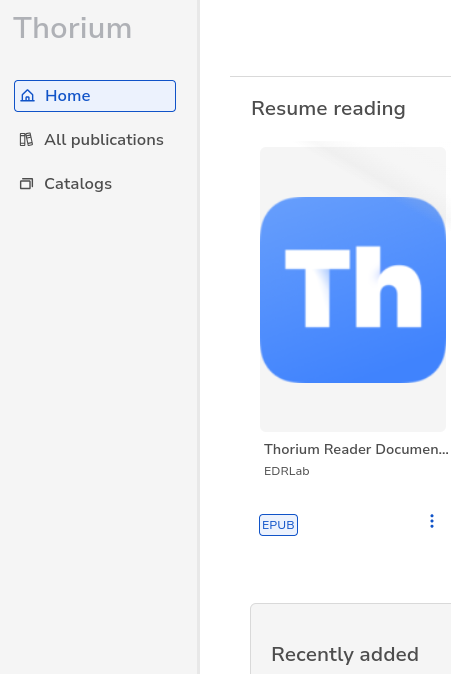 Thorium
Home
All publications
Catalogs
Resume reading
Th
Thorium Reader Documen...
EDRLab
EPUB
Recently added